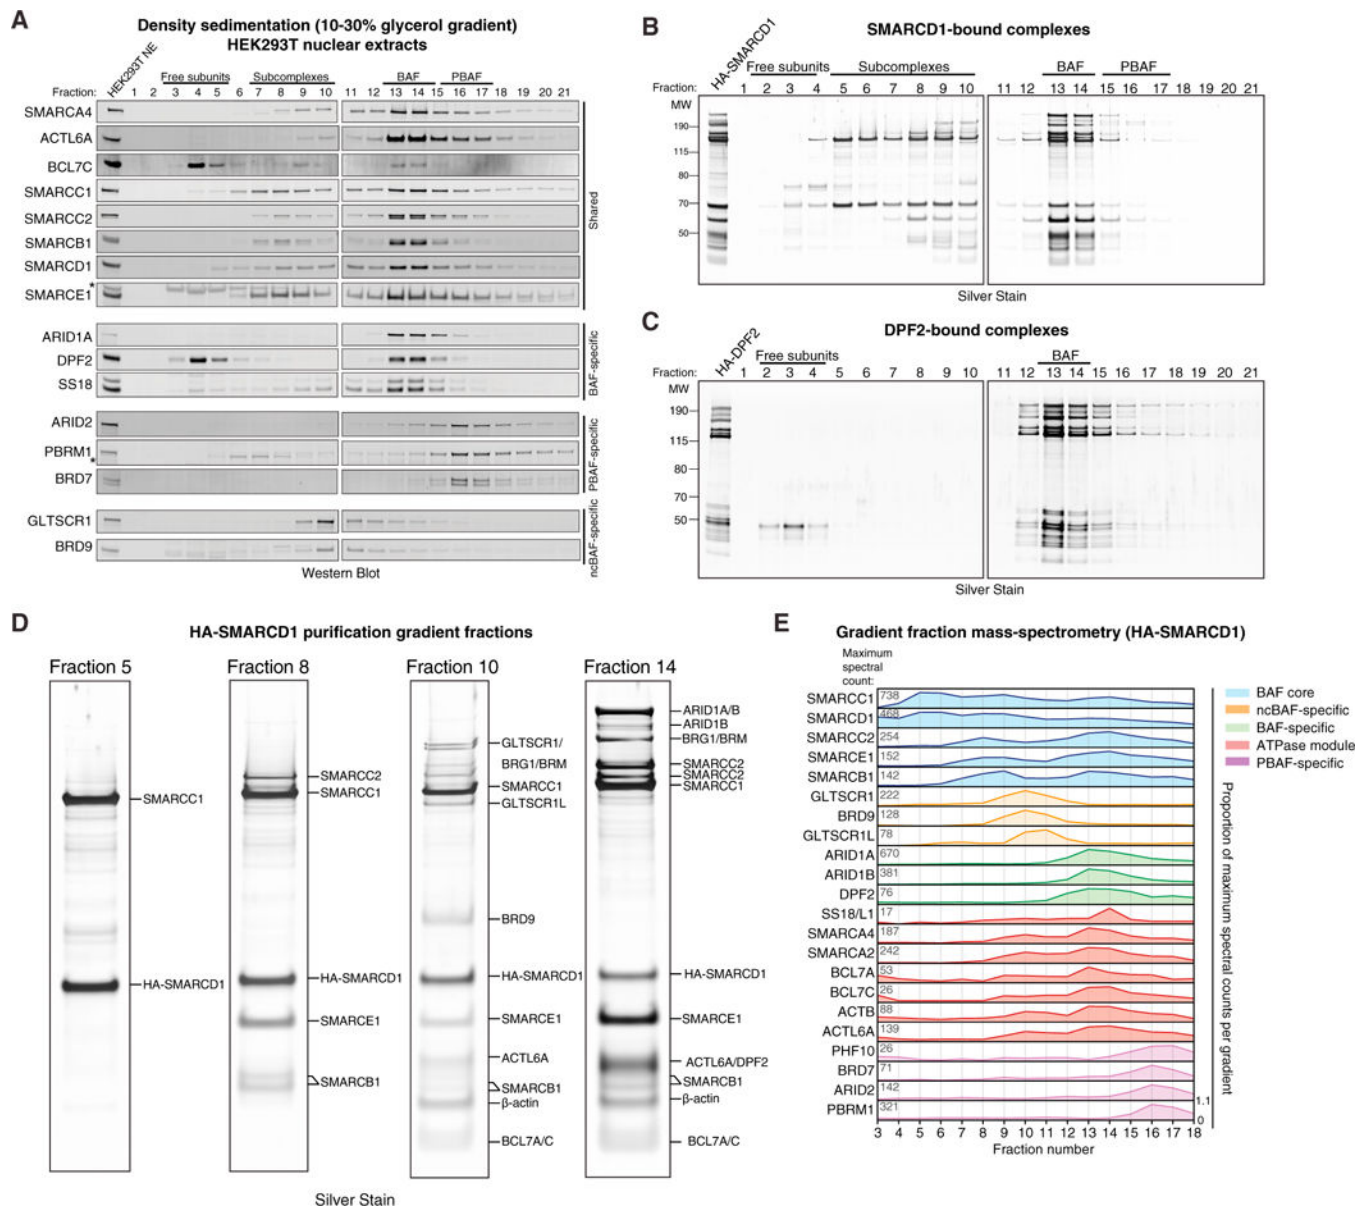 A
Density sedimentation (10-30% glycerol gradient)
HEK293T nuclear extracts
HEK293T NE
Free subunits
Subcomplexes
BAF
PBAF
Fraction: 1 2 3 4 5 6 7 8 9 10 11 12 13 14 15 16 17 18 19 20 21
SMARCA4
ACTL6A
BCL7C
SMARCC1
SMARCC2
SMARCB1
SMARCD1
SMARCE1 *
Shared
ARID1A
DPF2
SS18
BAF-specific
ARID2
PBRM1 *
BRD7
PBAF-specific
GLTSCR1
BRD9
ncBAF-specific
Western Blot
B
SMARCD1-bound complexes
HA-SMARCD1
Free subunits
Subcomplexes
BAF
PBAF
Fraction: 1 2 3 4 5 6 7 8 9 10 11 12 13 14 15 16 17 18 19 20 21
MW
190
115
80
70
50
Silver Stain
C
DPF2-bound complexes
HA-DPF2
Free subunits
BAF
Fraction: 1 2 3 4 5 6 7 8 9 10 11 12 13 14 15 16 17 18 19 20 21
MW
190
115
80
70
50
Silver Stain
D
HA-SMARCD1 purification gradient fractions
Fraction 5
SMARCC1
HA-SMARCD1
Fraction 8
SMARCC2
SMARCC1
HA-SMARCD1
SMARCE1
SMARCB1
Fraction 10
GLTSCR1/
BRG1/BRM
SMARCC1
GLTSCR1L
BRD9
HA-SMARCD1
SMARCE1
ACTL6A
SMARCB1
β-actin
BCL7A/C
Fraction 14
ARID1A/B
ARID1B
BRG1/BRM
SMARCC2
SMARCC2
SMARCC1
HA-SMARCD1
SMARCE1
ACTL6A/DPF2
SMARCB1
β-actin
BCL7A/C
Silver Stain
E
Gradient fraction mass-spectrometry (HA-SMARCD1)
Maximum
spectral
count:
SMARCC1 738
SMARCD1 468
SMARCC2 254
SMARCE1 152
SMARCB1 142
GLTSCR1 222
BRD9 128
GLTSCR1L 78
ARID1A 670
ARID1B 381
DPF2 76
SS18/L1 17
SMARCA4 187
SMARCA2 242
BCL7A 53
BCL7C 26
ACTB 88
ACTL6A 139
PHF10 26
BRD7 71
ARID2 142
PBRM1 321
1.1
0
3 4 5 6 7 8 9 10 11 12 13 14 15 16 17 18
Fraction number
Proportion of maximum spectral counts per gradient
BAF core
ncBAF-specific
BAF-specific
ATPase module
PBAF-specific